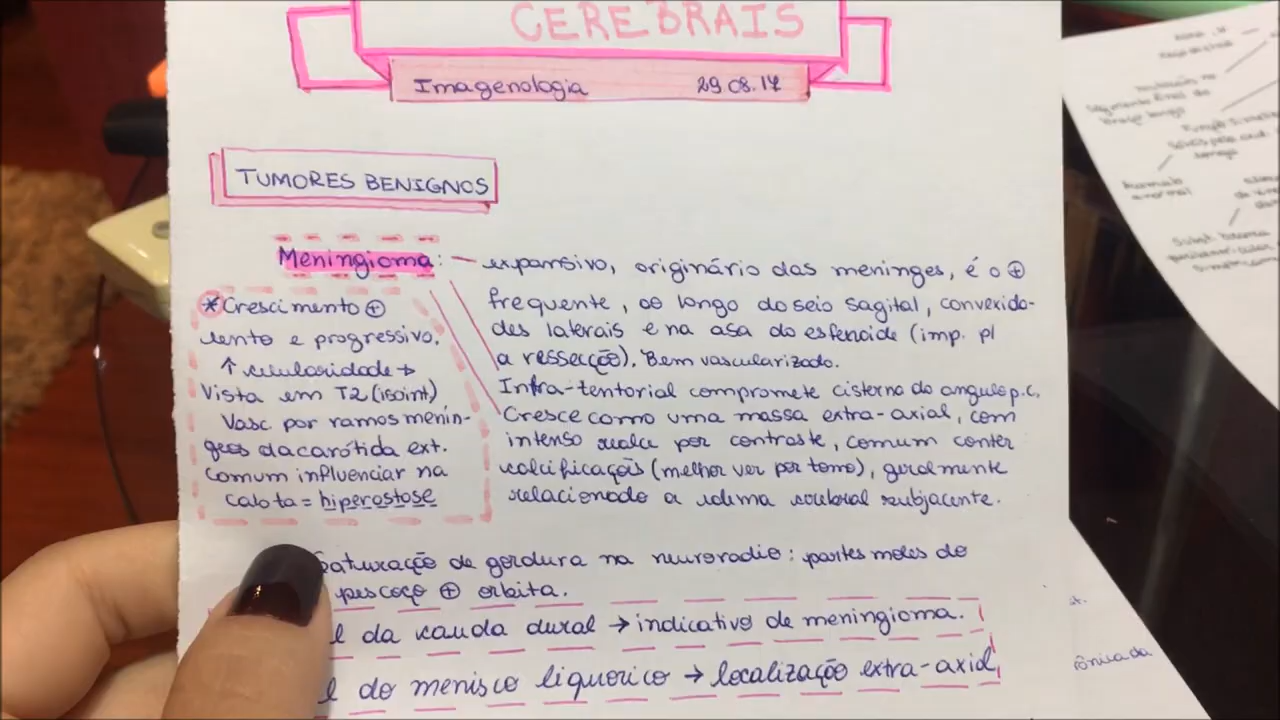 CEREBRAIS
Imagenologia 29.08.17
TUMORES BENIGNOS
Meningioma: — expansivo, originário das meninges, é o ⊕
frequente, ao longo do seio sagital, convexida-
des laterais e na asa do esfenoide (imp. p/
a ressecção). Bem vascularizado.
Infra-tentorial compromete cisterna do angulo p.c.
Cresce como uma massa extra-axial, com
intenso realce por contraste, comum conter
calcificações (melhor ver por tomo), geralmente
relacionado a edema cerebral subjacente.
*Crescimento ⊕
lento e progressivo.
↑ celularidade →
Vista em T2 (isoint)
Vasc por ramos menin-
geos da carótida ext.
Comum influenciar na
calota = hiperostose
Saturação de gordura na neuroradio: partes moles do
pescoço ⊕ orbita.
l da cauda dural → indicativo de meningioma.
l do menisco liquorico → localização extra-axial
st.
rônica da